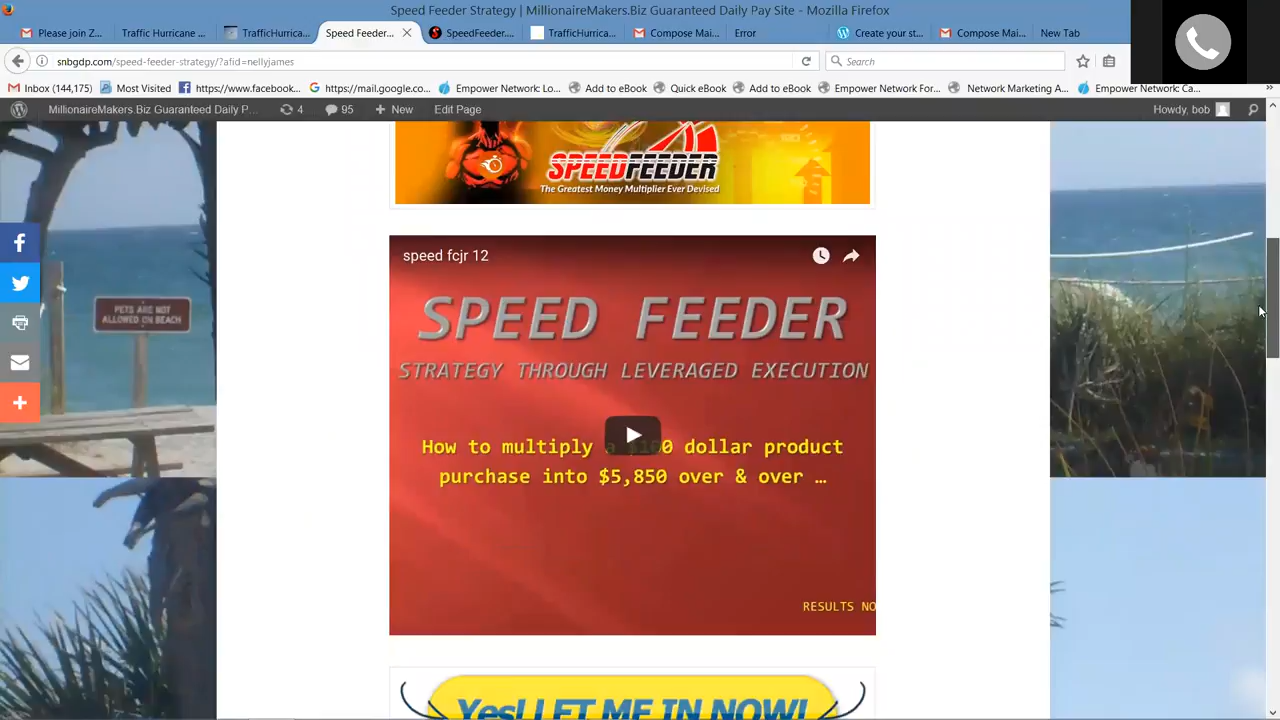 Speed Feeder Strategy | MillionaireMakers.Biz Guaranteed Daily Pay Site - Mozilla Firefox
Please join Z...
Traffic Hurricane ...
TrafficHurrica...
Speed Feeder...
SpeedFeeder....
TrafficHurrica...
Compose Mai...
Error
Create your st...
Compose Mai...
New Tab
snbgdp.com/speed-feeder-strategy/?afid=nellyjames
Search
Inbox (144,175)
Most Visited
https://www.facebook...
https://mail.google.co...
Empower Network: Lo...
Add to eBook
Quick eBook
Add to eBook
Empower Network For...
Network Marketing A...
Empower Network: Ca...
MillionaireMakers.Biz Guaranteed Daily P...
4
95
New
Edit Page
Howdy, bob
SPEEDFEEDER
The Greatest Money Multiplier Ever Devised
speed fcjr 12
SPEED FEEDER
STRATEGY THROUGH LEVERAGED EXECUTION
How to multiply a $100 dollar product
purchase into $5,850 over & over …
RESULTS NO
Yes! LET ME IN NOW!
PETS ARE NOT
ALLOWED ON BEACH